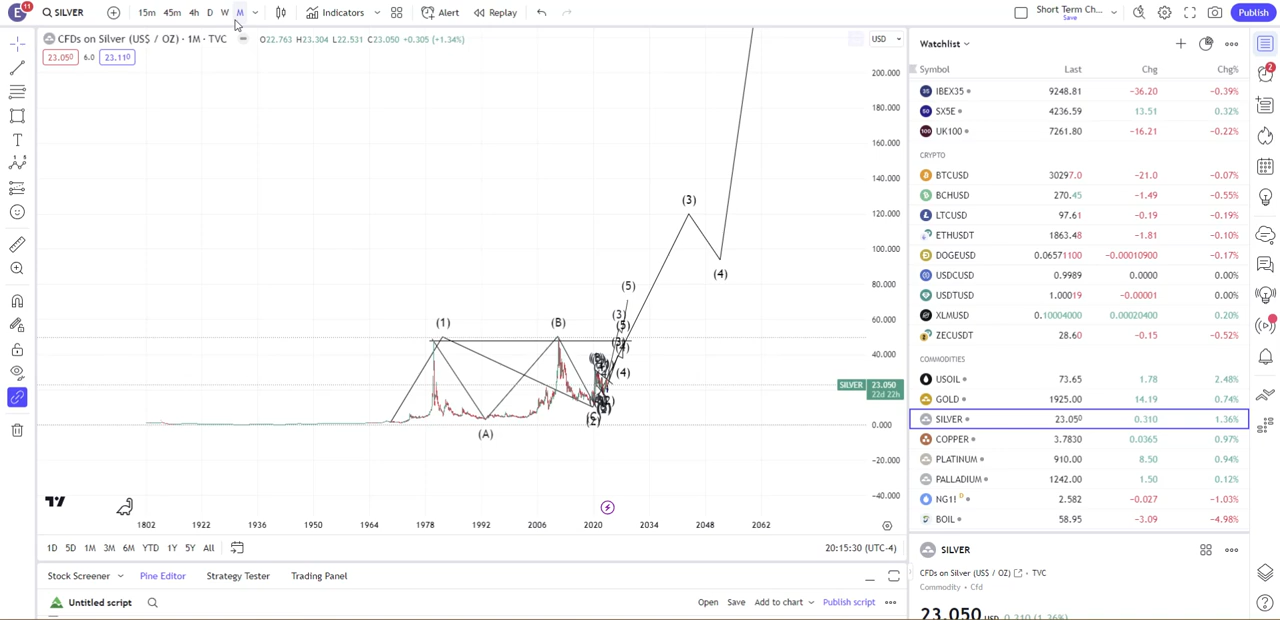 E 11 SILVER 15m 45m 4h D W M Indicators Alert Replay Short Term Ch... Save Publish
CFDs on Silver (US$ / OZ) · 1M · TVC O22.763 H23.304 L22.531 C23.050 +0.305 (+1.34%) USD
23.050 6.0 23.110
200.000
180.000
160.000
140.000
120.000
100.000
80.000
60.000
40.000
SILVER 23.050
22d 22h
0.000
−20.000
−40.000
(3)
(4)
(5)
(1) (B)
(3)
(5)
(4)
(4)
(A)
1802 1922 1936 1950 1964 1978 1992 2006 2020 2034 2048 2062
1D 5D 1M 3M 6M YTD 1Y 5Y All 20:15:30 (UTC-4)
Stock Screener Pine Editor Strategy Tester Trading Panel
Untitled script Open Save Add to chart Publish script
Watchlist
Symbol Last Chg Chg%
IBEX35 9248.81 −36.20 −0.39%
SX5E 4236.59 13.51 0.32%
UK100 7261.80 −16.21 −0.22%
CRYPTO
BTCUSD 30297.0 −21.0 −0.07%
BCHUSD 270.45 −1.49 −0.55%
LTCUSD 97.61 −0.19 −0.19%
ETHUSDT 1863.48 −1.81 −0.10%
DOGEUSD 0.06571100 −0.00010900 −0.17%
USDCUSD 0.9989 0.0000 0.00%
USDTUSD 1.00019 −0.00001 0.00%
XLMUSD 0.10004000 0.00020400 0.20%
ZECUSDT 28.60 −0.15 −0.52%
COMMODITIES
USOIL 73.65 1.78 2.48%
GOLD 1925.00 14.19 0.74%
SILVER 23.050 0.310 1.36%
COPPER 3.7830 0.0365 0.97%
PLATINUM 910.00 8.50 0.94%
PALLADIUM 1242.00 1.50 0.12%
NG1! D 2.582 −0.027 −1.03%
BOIL 58.95 −3.09 −4.98%
SILVER
CFDs on Silver (US$ / OZ) · TVC
Commodity • Cfd
23.050 USD 0.310 (1.36%)
2